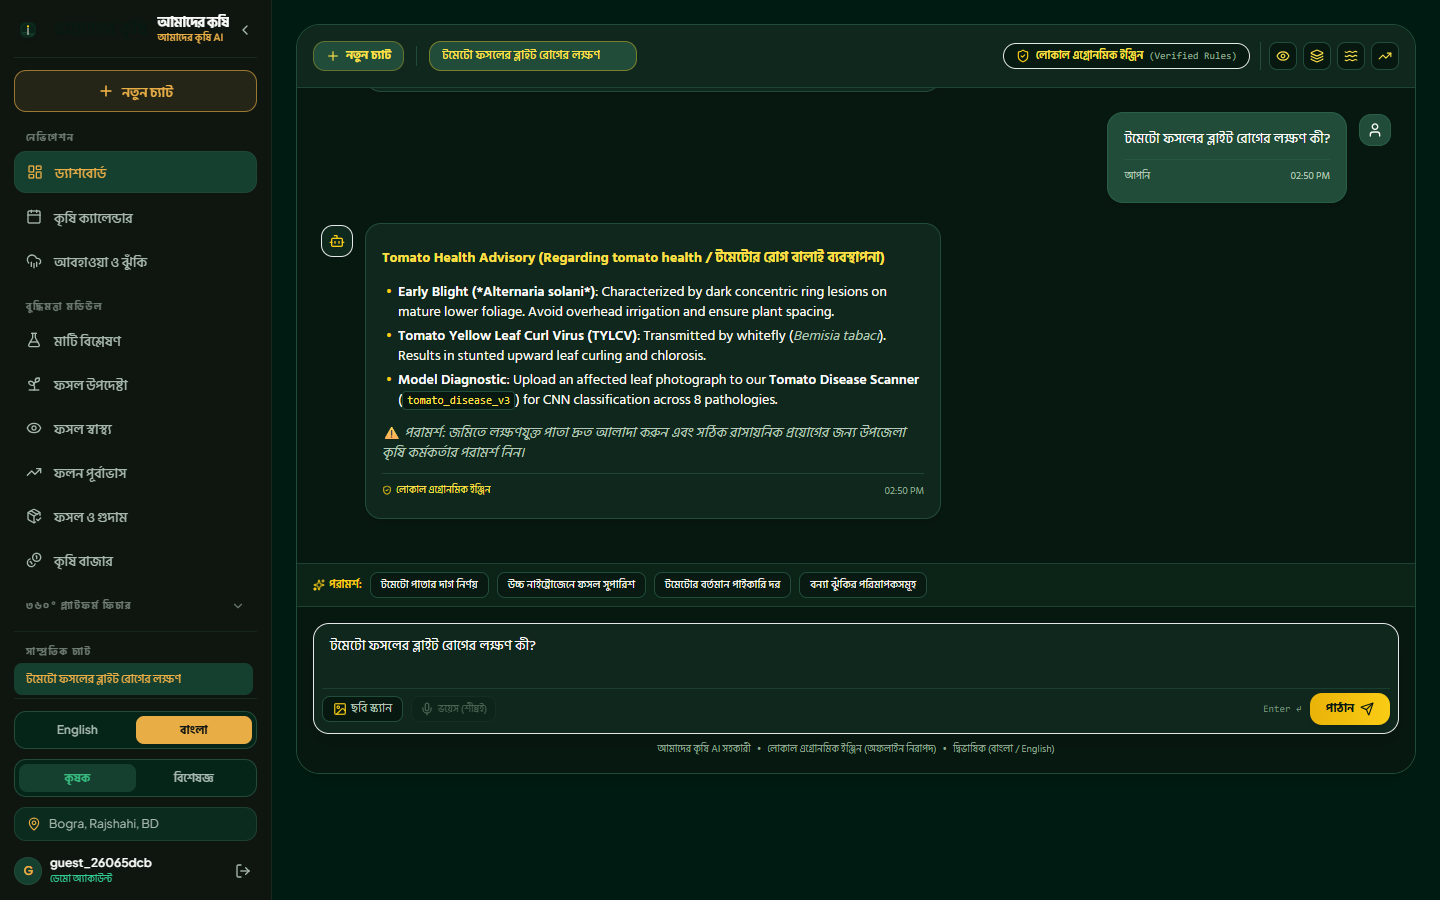 আমাদের কৃষি
আমাদের কৃষি AI
নতুন চ্যাট
নেভিগেশন
ড্যাশবোর্ড
কৃষি ক্যালেন্ডার
আবহাওয়া ও ঝুঁকি
বুদ্ধিমত্তা মডিউল
মাটি বিশ্লেষণ
ফসল উপদেষ্টা
ফসল স্বাস্থ্য
ফলন পূর্বাভাস
ফসল ও গুদাম
কৃষি বাজার
৩৬০° প্ল্যাটফর্ম ফিচার
সাম্প্রতিক চ্যাট
টমেটো ফসলের ব্লাইট রোগের লক্ষণ
English বাংলা
কৃষক বিশেষজ্ঞ
Bogra, Rajshahi, BD
G guest_26065dcb
ডেমো অ্যাকাউন্ট
নতুন চ্যাট টমেটো ফসলের ব্লাইট রোগের লক্ষণ লোকাল এগ্রোনমিক ইঞ্জিন (Verified Rules)
টমেটো ফসলের ব্লাইট রোগের লক্ষণ কী?
আপনি 02:50 PM
Tomato Health Advisory (Regarding tomato health / টমেটোর রোগ বালাই ব্যবস্থাপনা)
• Early Blight (*Alternaria solani*): Characterized by dark concentric ring lesions on
mature lower foliage. Avoid overhead irrigation and ensure plant spacing.
• Tomato Yellow Leaf Curl Virus (TYLCV): Transmitted by whitefly (Bemisia tabaci).
Results in stunted upward leaf curling and chlorosis.
• Model Diagnostic: Upload an affected leaf photograph to our Tomato Disease Scanner
(tomato_disease_v3) for CNN classification across 8 pathologies.
⚠️ পরামর্শ: জমিতে লক্ষণযুক্ত পাতা দ্রুত আলাদা করুন এবং সঠিক রাসায়নিক প্রয়োগের জন্য উপজেলা
কৃষি কর্মকর্তার পরামর্শ নিন।
লোকাল এগ্রোনমিক ইঞ্জিন 02:50 PM
পরামর্শ: টমেটো পাতার দাগ নির্ণয় উচ্চ নাইট্রোজেনে ফসল সুপারিশ টমেটোর বর্তমান পাইকারি দর বন্যা ঝুঁকির পরিমাপকসমূহ
টমেটো ফসলের ব্লাইট রোগের লক্ষণ কী?
ছবি স্ক্যান ভয়েস (শীঘ্রই) Enter ↵ পাঠান
আমাদের কৃষি AI সহকারী • লোকাল এগ্রোনমিক ইঞ্জিন (অফলাইন নিরাপদ) • দ্বিভাষিক (বাংলা / English)